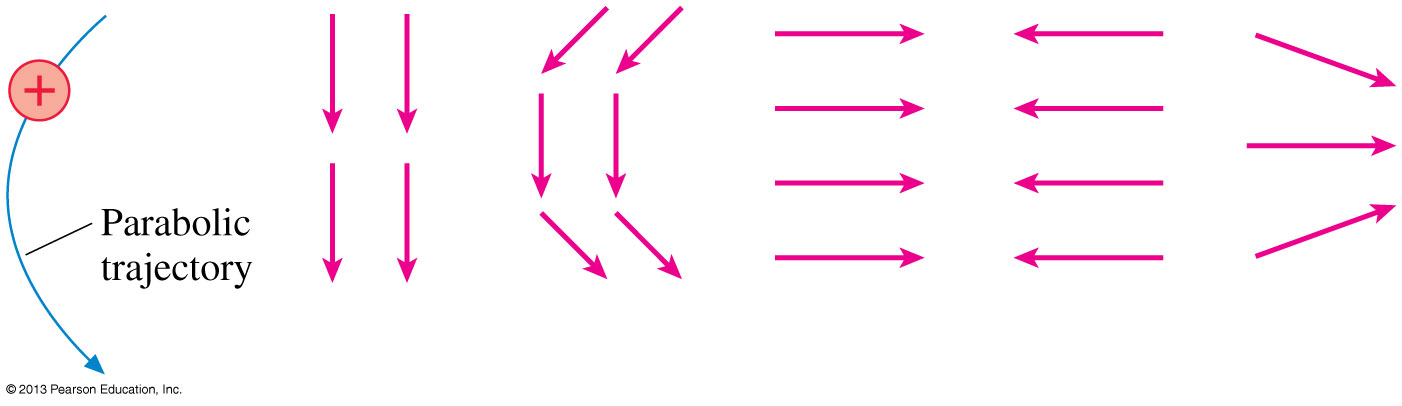 +
Parabolic
trajectory
© 2013 Pearson Education, Inc.